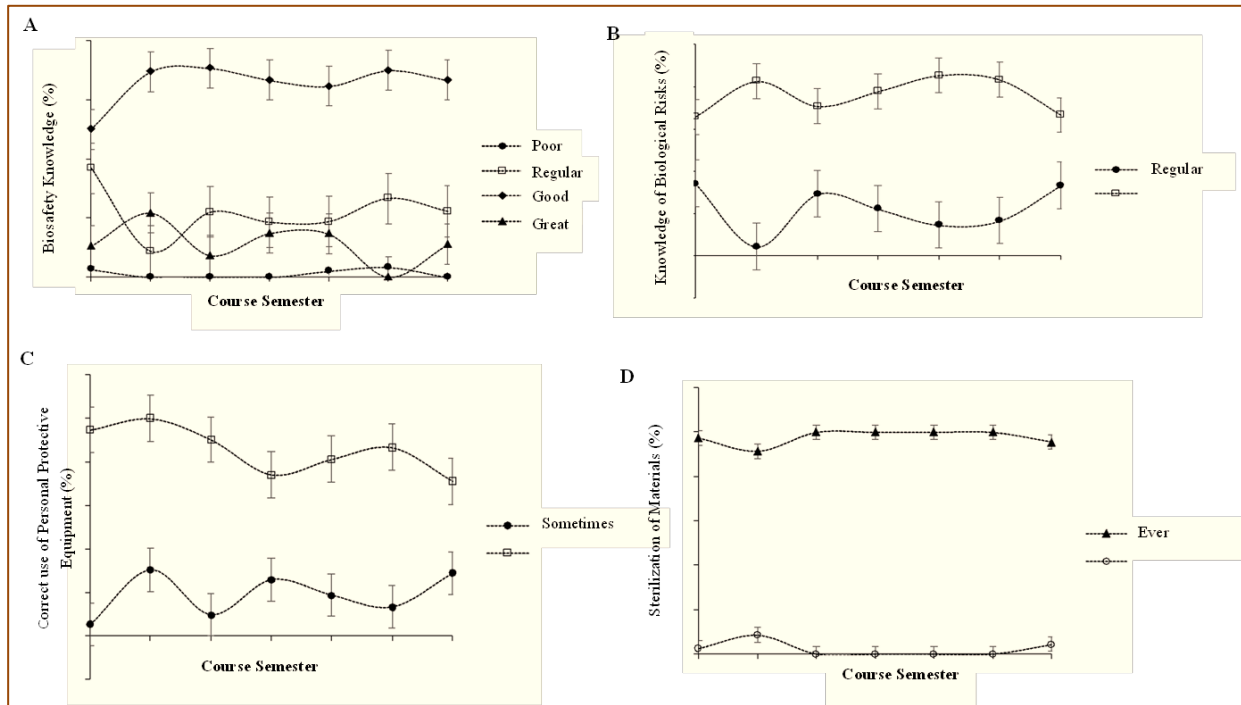 A
Biosafety Knowledge (%)
Poor
Regular
Good
Great
Course Semester
B
Knowledge of Biological Risks (%)
Regular
Course Semester
C
Correct use of Personal Protective
Equipment (%)
Sometimes
Course Semester
D
Sterilization of Materials (%)
Ever
Course Semester